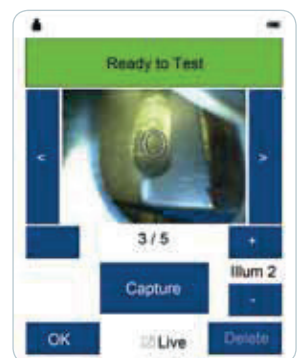 Ready to Test
< >
3 / 5 +
Illum 2
Capture
-
OK Live Delete